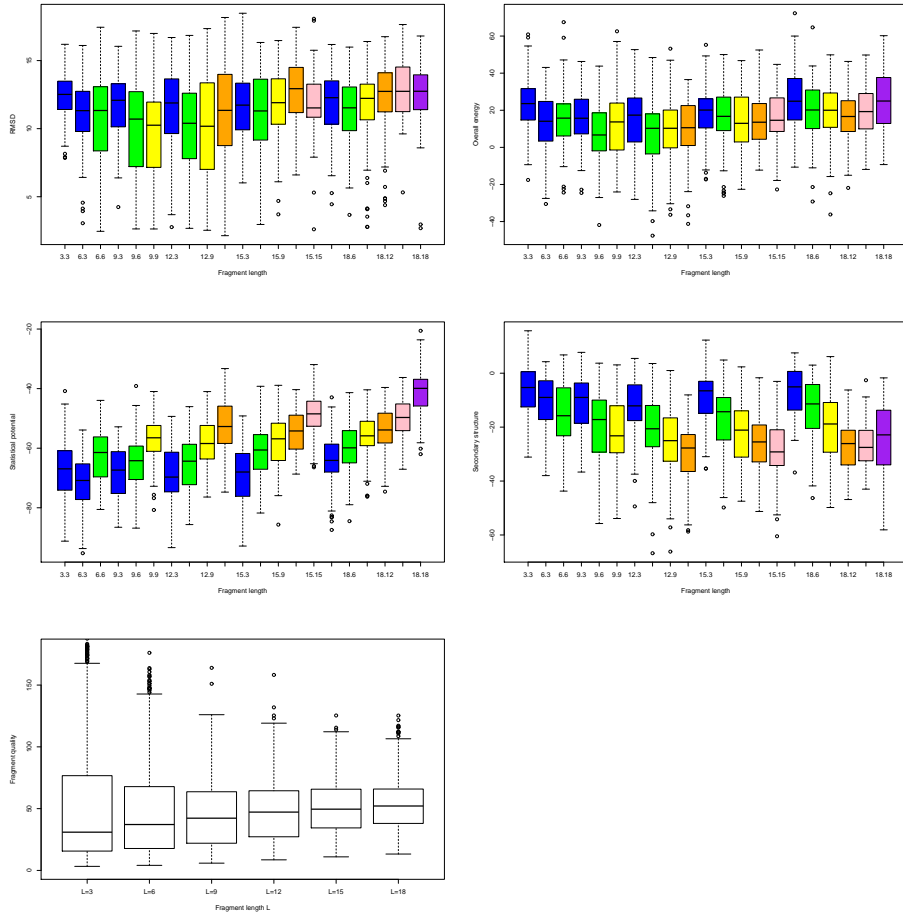 RMSD
5
10
15
3.3 6.3 6.6 9.3 9.6 9.9 12.3 12.9 15.3 15.9 15.15 18.6 18.12 18.18
Fragment length
Overall energy
−40
−20
0
20
40
60
3.3 6.3 6.6 9.3 9.6 9.9 12.3 12.9 15.3 15.9 15.15 18.6 18.12 18.18
Fragment length
Statistical potential
−80
−60
−40
−20
3.3 6.3 6.6 9.3 9.6 9.9 12.3 12.9 15.3 15.9 15.15 18.6 18.12 18.18
Fragment length
Secondary structure
−60
−40
−20
0
3.3 6.3 6.6 9.3 9.6 9.9 12.3 12.9 15.3 15.9 15.15 18.6 18.12 18.18
Fragment length
Fragment quality
0
50
100
150
L=3 L=6 L=9 L=12 L=15 L=18
Fragment length L